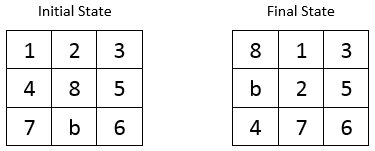 Initial State Final State
1 2 3 8 1 3
4 8 5 b 2 5
7 b 6 4 7 6